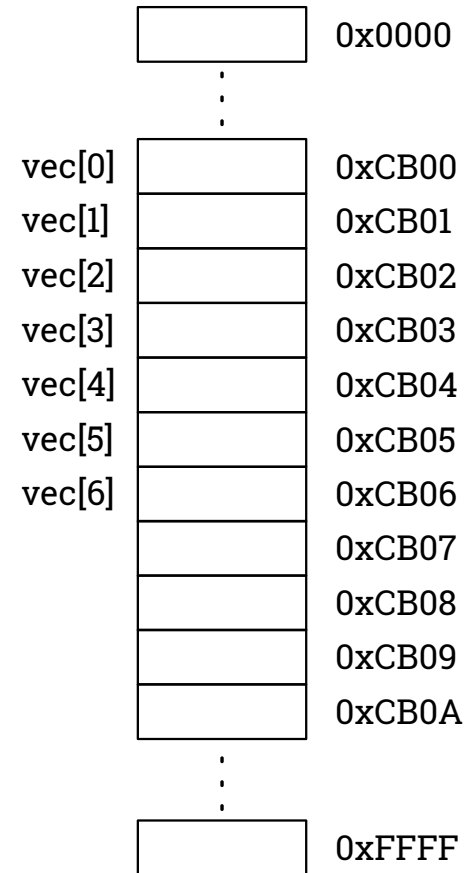 0x0000
vec[0] 0xCB00
vec[1] 0xCB01
vec[2] 0xCB02
vec[3] 0xCB03
vec[4] 0xCB04
vec[5] 0xCB05
vec[6] 0xCB06
0xCB07
0xCB08
0xCB09
0xCB0A
0xFFFF